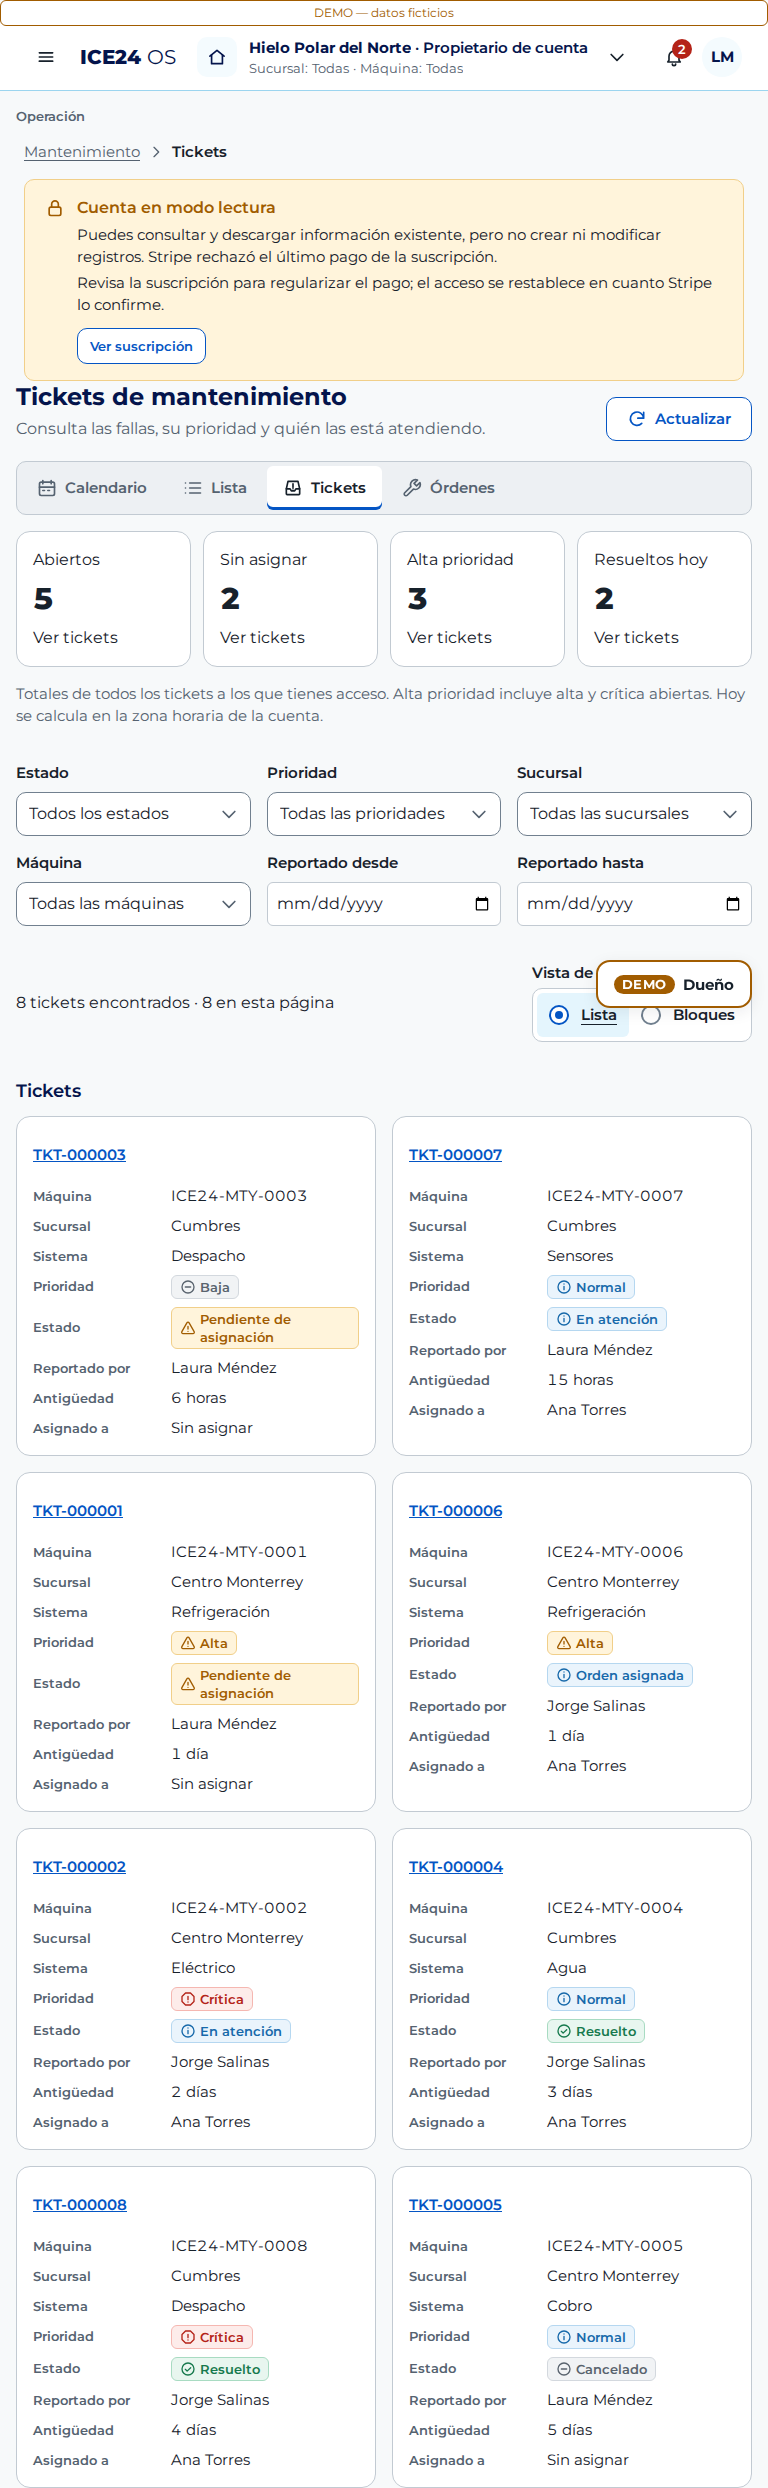 DEMO — datos ficticios
ICE24 OS
Hielo Polar del Norte · Propietario de cuenta
Sucursal: Todas · Máquina: Todas
2
LM
Operación
Mantenimiento > Tickets
Cuenta en modo lectura
Puedes consultar y descargar información existente, pero no crear ni modificar
registros. Stripe rechazó el último pago de la suscripción.
Revisa la suscripción para regularizar el pago; el acceso se restablece en cuanto Stripe
lo confirme.
Ver suscripción
Tickets de mantenimiento
Consulta las fallas, su prioridad y quién las está atendiendo.
Actualizar
Calendario Lista Tickets Órdenes
Abiertos
5
Ver tickets
Sin asignar
2
Ver tickets
Alta prioridad
3
Ver tickets
Resueltos hoy
2
Ver tickets
Totales de todos los tickets a los que tienes acceso. Alta prioridad incluye alta y crítica abiertas. Hoy
se calcula en la zona horaria de la cuenta.
Estado
Todos los estados
Prioridad
Todas las prioridades
Sucursal
Todas las sucursales
Máquina
Todas las máquinas
Reportado desde
mm/dd/yyyy
Reportado hasta
mm/dd/yyyy
8 tickets encontrados · 8 en esta página
Vista de
DEMO Dueño
Lista Bloques
Tickets
TKT-000003
Máquina ICE24-MTY-0003
Sucursal Cumbres
Sistema Despacho
Prioridad Baja
Estado Pendiente de
asignación
Reportado por Laura Méndez
Antigüedad 6 horas
Asignado a Sin asignar
TKT-000007
Máquina ICE24-MTY-0007
Sucursal Cumbres
Sistema Sensores
Prioridad Normal
Estado En atención
Reportado por Laura Méndez
Antigüedad 15 horas
Asignado a Ana Torres
TKT-000001
Máquina ICE24-MTY-0001
Sucursal Centro Monterrey
Sistema Refrigeración
Prioridad Alta
Estado Pendiente de
asignación
Reportado por Laura Méndez
Antigüedad 1 día
Asignado a Sin asignar
TKT-000006
Máquina ICE24-MTY-0006
Sucursal Centro Monterrey
Sistema Refrigeración
Prioridad Alta
Estado Orden asignada
Reportado por Jorge Salinas
Antigüedad 1 día
Asignado a Ana Torres
TKT-000002
Máquina ICE24-MTY-0002
Sucursal Centro Monterrey
Sistema Eléctrico
Prioridad Crítica
Estado En atención
Reportado por Jorge Salinas
Antigüedad 2 días
Asignado a Ana Torres
TKT-000004
Máquina ICE24-MTY-0004
Sucursal Cumbres
Sistema Agua
Prioridad Normal
Estado Resuelto
Reportado por Jorge Salinas
Antigüedad 3 días
Asignado a Ana Torres
TKT-000008
Máquina ICE24-MTY-0008
Sucursal Cumbres
Sistema Despacho
Prioridad Crítica
Estado Resuelto
Reportado por Jorge Salinas
Antigüedad 4 días
Asignado a Ana Torres
TKT-000005
Máquina ICE24-MTY-0005
Sucursal Centro Monterrey
Sistema Cobro
Prioridad Normal
Estado Cancelado
Reportado por Laura Méndez
Antigüedad 5 días
Asignado a Sin asignar